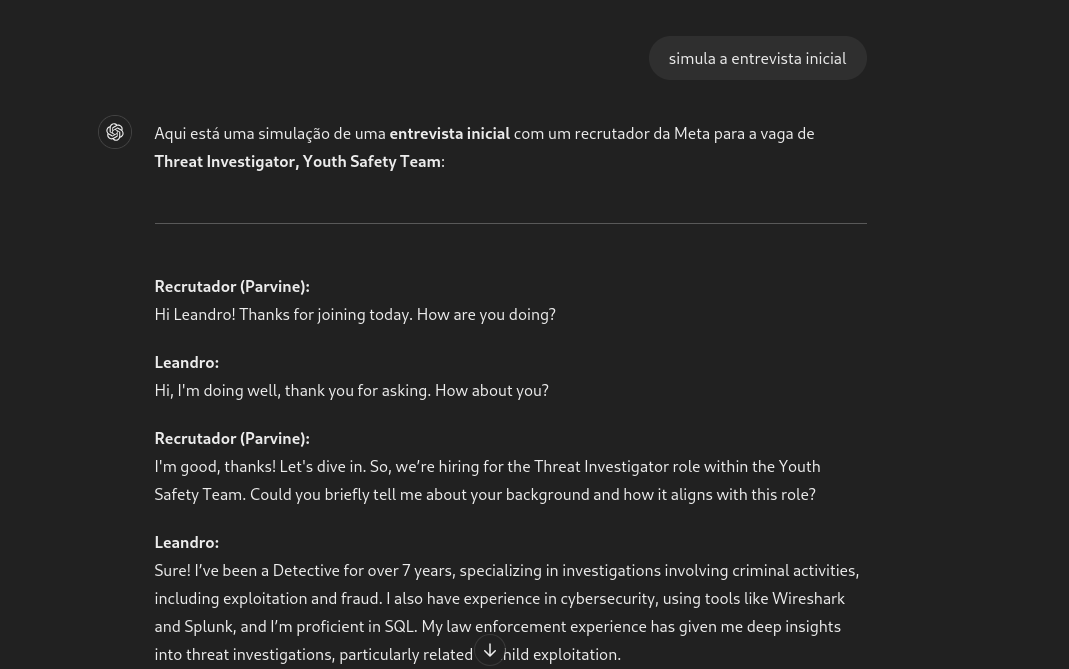 simula a entrevista inicial
Aqui está uma simulação de uma entrevista inicial com um recrutador da Meta para a vaga de
Threat Investigator, Youth Safety Team:
Recrutador (Parvine):
Hi Leandro! Thanks for joining today. How are you doing?
Leandro:
Hi, I'm doing well, thank you for asking. How about you?
Recrutador (Parvine):
I'm good, thanks! Let's dive in. So, we’re hiring for the Threat Investigator role within the Youth
Safety Team. Could you briefly tell me about your background and how it aligns with this role?
Leandro:
Sure! I’ve been a Detective for over 7 years, specializing in investigations involving criminal activities,
including exploitation and fraud. I also have experience in cybersecurity, using tools like Wireshark
and Splunk, and I’m proficient in SQL. My law enforcement experience has given me deep insights
into threat investigations, particularly related hild exploitation.